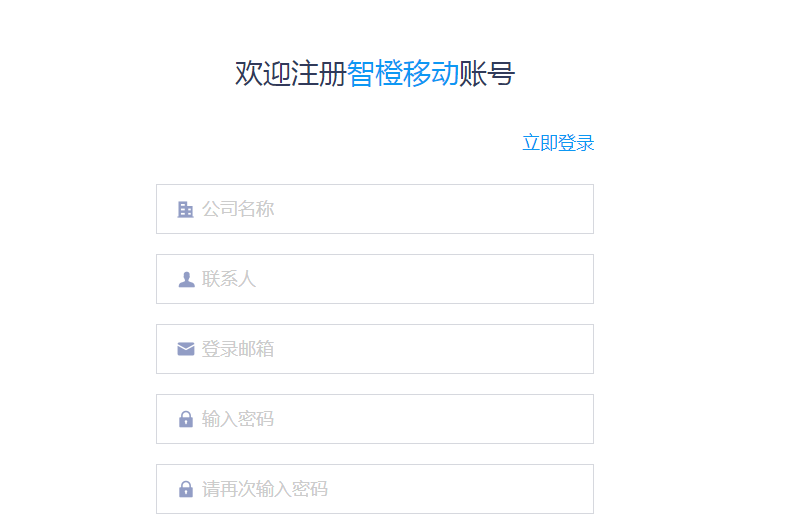 欢迎注册智橙移动账号
立即登录
公司名称
联系人
登录邮箱
输入密码
请再次输入密码